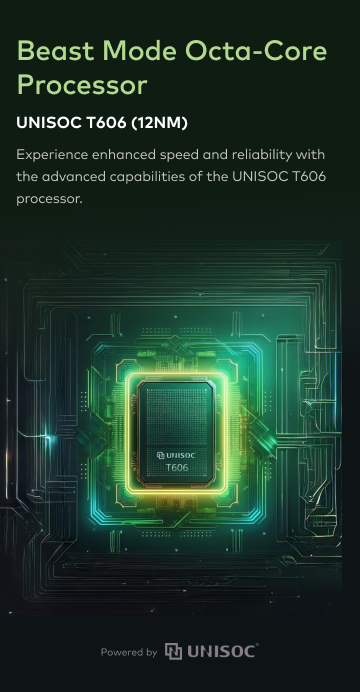 Beast Mode Octa-Core
Processor
UNISOC T606 (12NM)
Experience enhanced speed and reliability with
the advanced capabilities of the UNISOC T606
processor.
UNISOC
T606
Powered by UNISOC